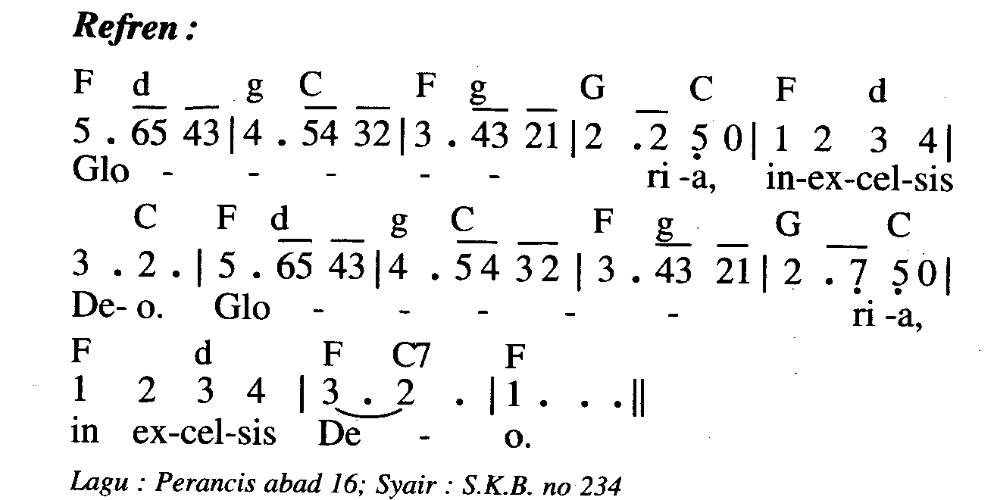 Refren :
F d g C F g G C F d
5 . 65 43 | 4 . 54 32 | 3 . 43 21 | 2 . 2 5̣ 0 | 1 2 3 4 |
Glo - - - - - ri -a, in-ex-cel-sis
C F d g C F g G C
3 . 2 . | 5 . 65 43 | 4 . 54 32 | 3 . 43 21 | 2 . 7̣ 5̣ 0 |
De- o. Glo - - - - - ri -a,
F d F C7 F
1 2 3 4 | 3 . 2 . | 1 . . . ||
in ex-cel-sis De - o.
Lagu : Perancis abad 16; Syair : S.K.B. no 234